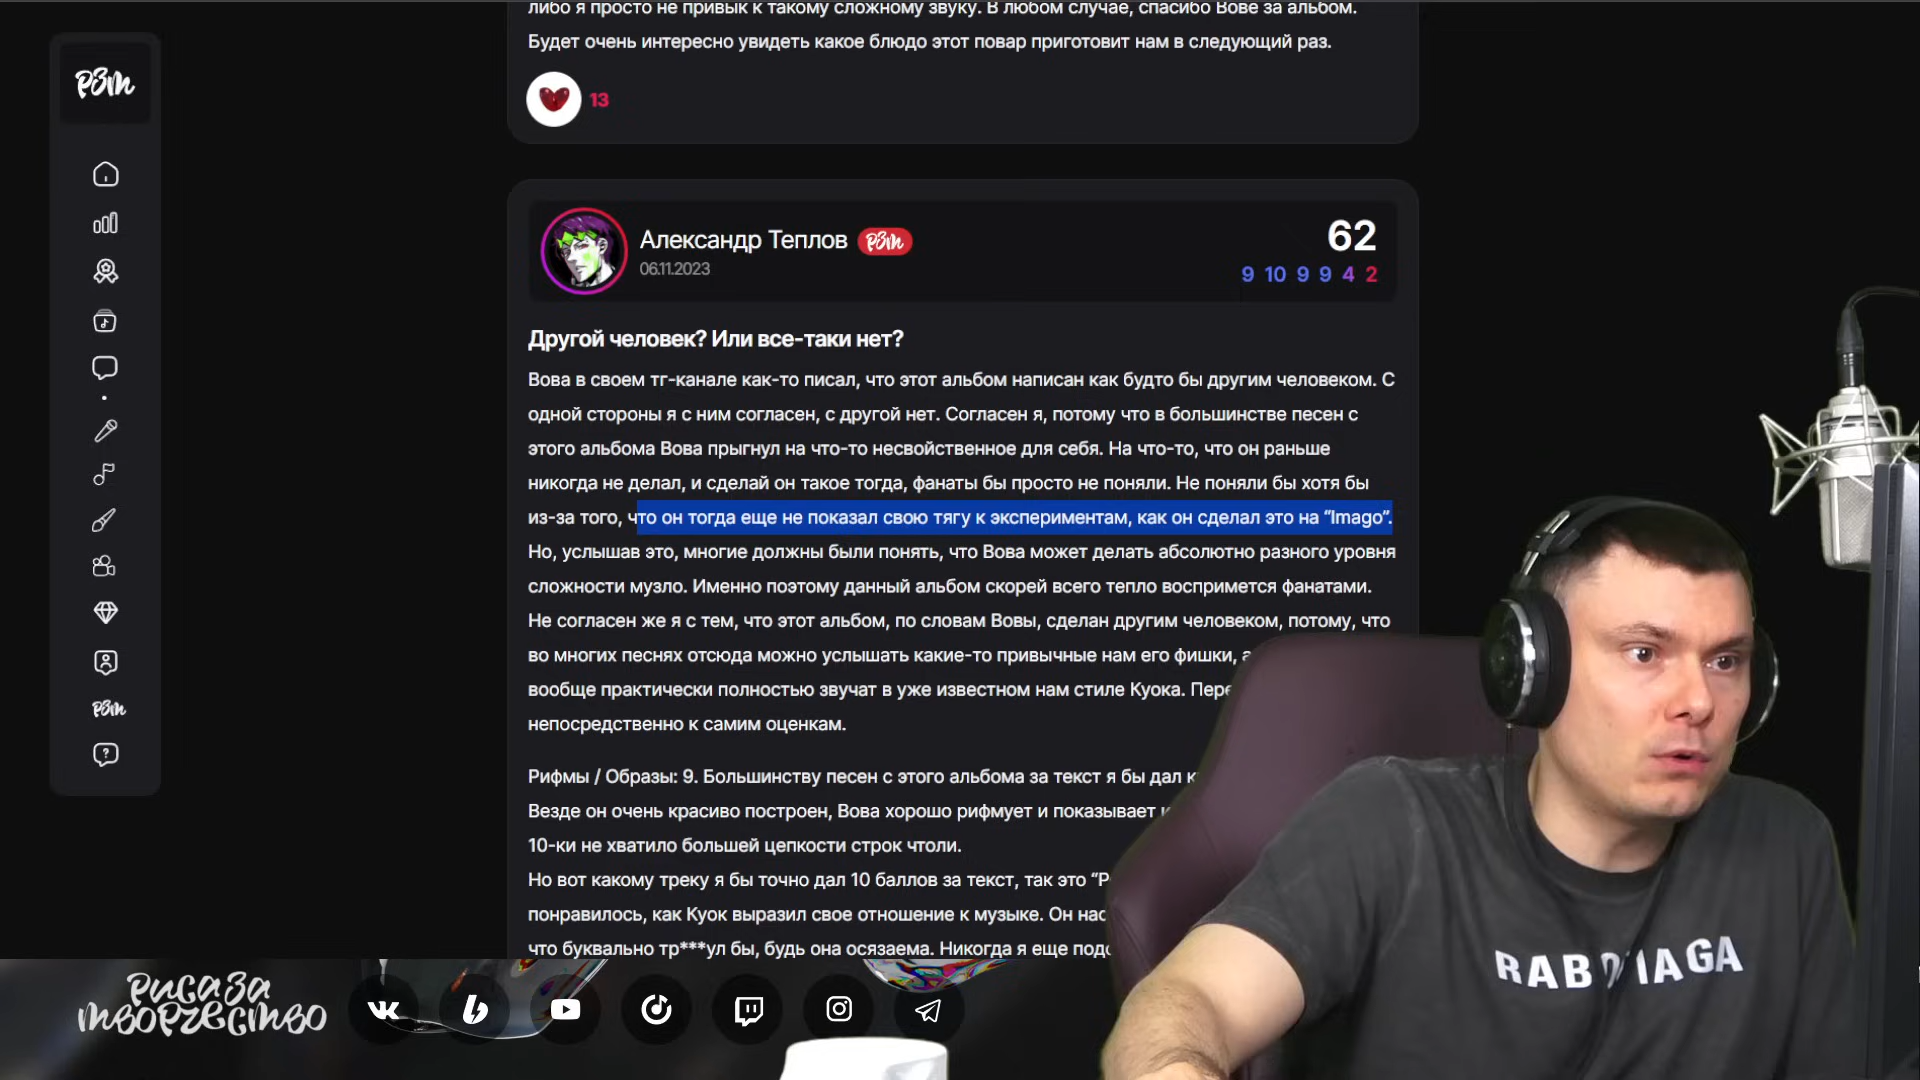 либо я просто не привык к такому сложному звуку. В любом случае, спасибо Вове за альбом.
Будет очень интересно увидеть какое блюдо этот повар приготовит нам в следующий раз.
13
РЗТ
Александр Теплов РЗТ
06.11.2023
62
9 10 9 9 4 2
Другой человек? Или все-таки нет?
Вова в своем тг-канале как-то писал, что этот альбом написан как будто бы другим человеком. С
одной стороны я с ним согласен, с другой нет. Согласен я, потому что в большинстве песен с
этого альбома Вова прыгнул на что-то несвойственное для себя. На что-то, что он раньше
никогда не делал, и сделай он такое тогда, фанаты бы просто не поняли. Не поняли бы хотя бы
из-за того, что он тогда еще не показал свою тягу к экспериментам, как он сделал это на “Imago”.
Но, услышав это, многие должны были понять, что Вова может делать абсолютно разного уровня
сложности музло. Именно поэтому данный альбом скорей всего тепло воспримется фанатами.
Не согласен же я с тем, что этот альбом, по словам Вовы, сделан другим человеком, потому, что
во многих песнях отсюда можно услышать какие-то привычные нам его фишки, а
вообще практически полностью звучат в уже известном нам стиле Куока. Пере
непосредственно к самим оценкам.
Рифмы / Образы: 9. Большинству песен с этого альбома за текст я бы дал
Везде он очень красиво построен, Вова хорошо рифмует и показывает
10-ки не хватило большей цепкости строк чтоли.
Но вот какому треку я бы точно дал 10 баллов за текст, так это
понравилось, как Куок выразил свое отношение к музыке. Он нас
что буквально тр***ул бы, будь она осязаема. Никогда я еще подо
РЗТ
риса за
творчество
RAB
IAGA